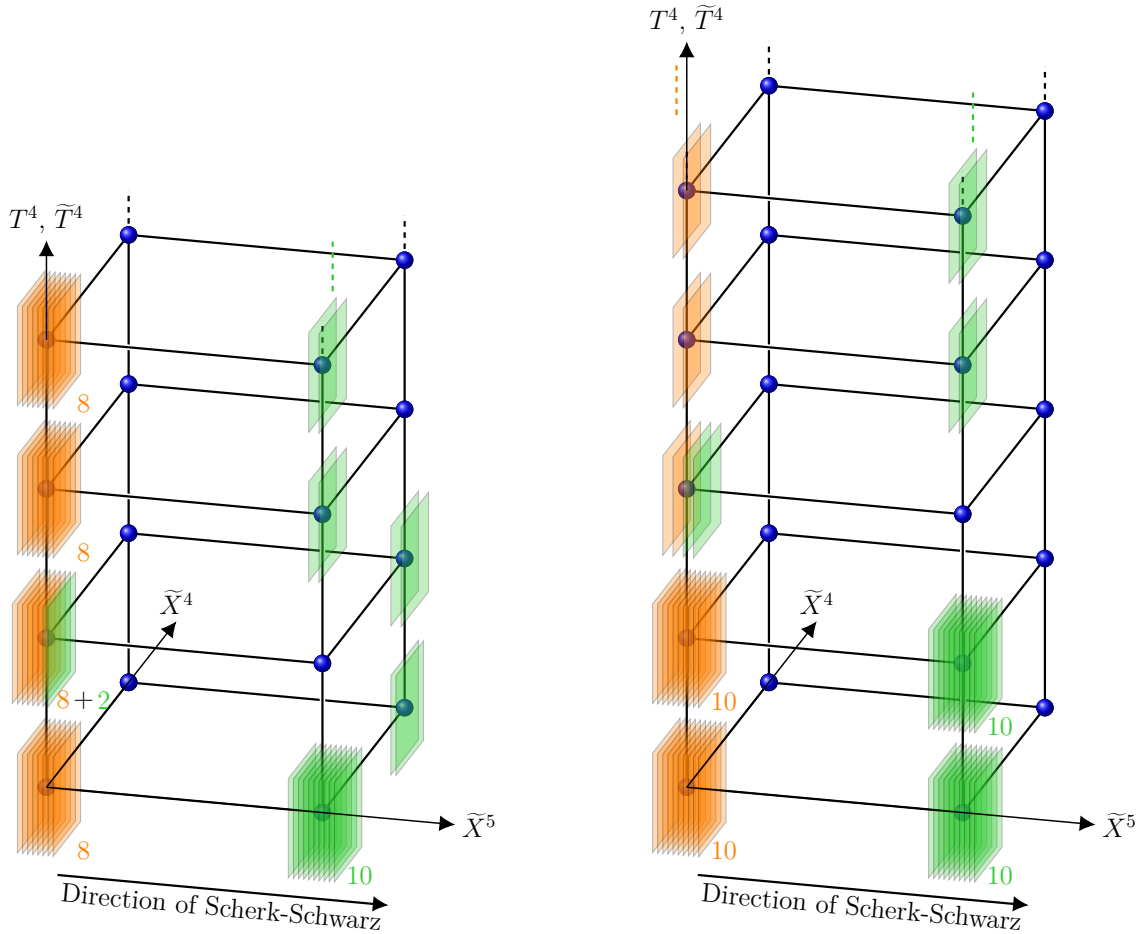 T⁴, T̃⁴
8
8
X̃⁴
8 + 2
8
10
X̃⁵
Direction of Scherk-Schwarz
T⁴, T̃⁴
X̃⁴
10
10
10
10
X̃⁵
Direction of Scherk-Schwarz